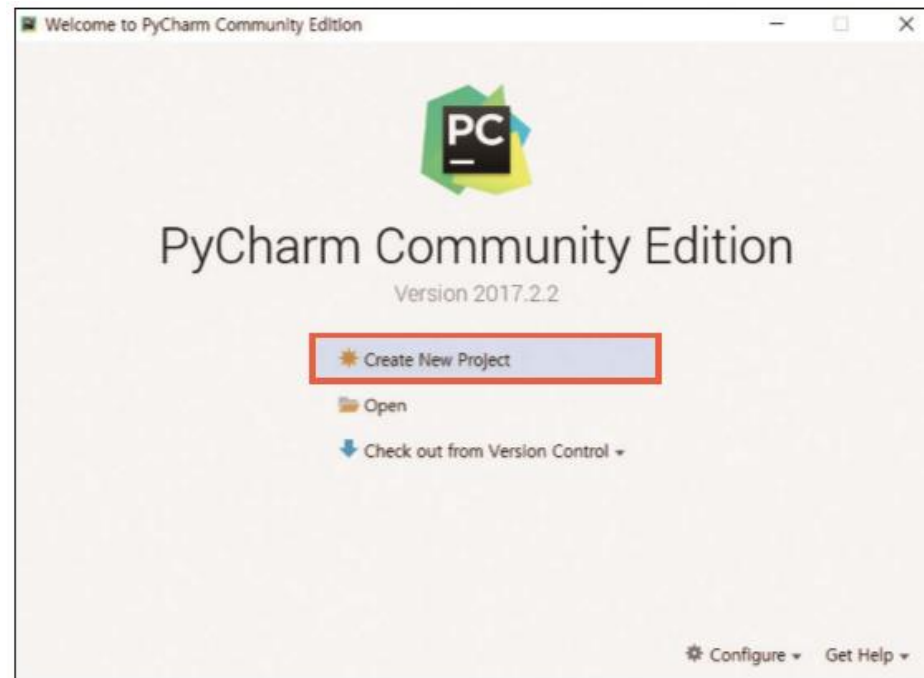 Welcome to PyCharm Community Edition
PC
PyCharm Community Edition
Version 2017.2.2
Create New Project
Open
Check out from Version Control
Configure
Get Help